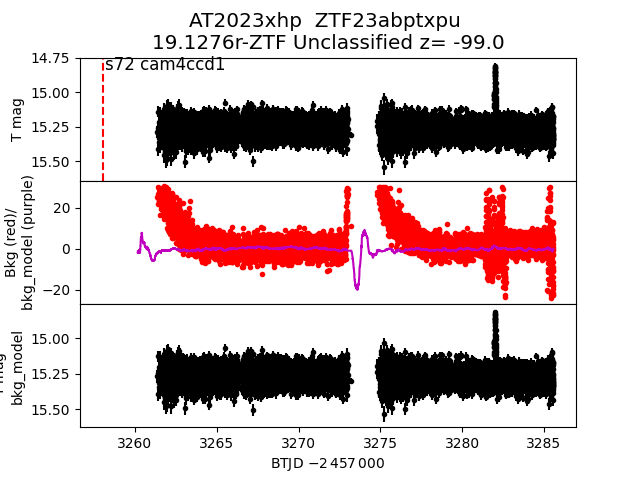 AT2023xhp  ZTF23abptxpu
19.1276r-ZTF Unclassified z= -99.0
s72 cam4ccd1
14.75
15.00
15.25
15.50
T mag
20
0
−20
Bkg (red)/
bkg_model (purple)
15.00
15.25
15.50
bkg_model
3260
3265
3270
3275
3280
3285
BTJD −2 457 000